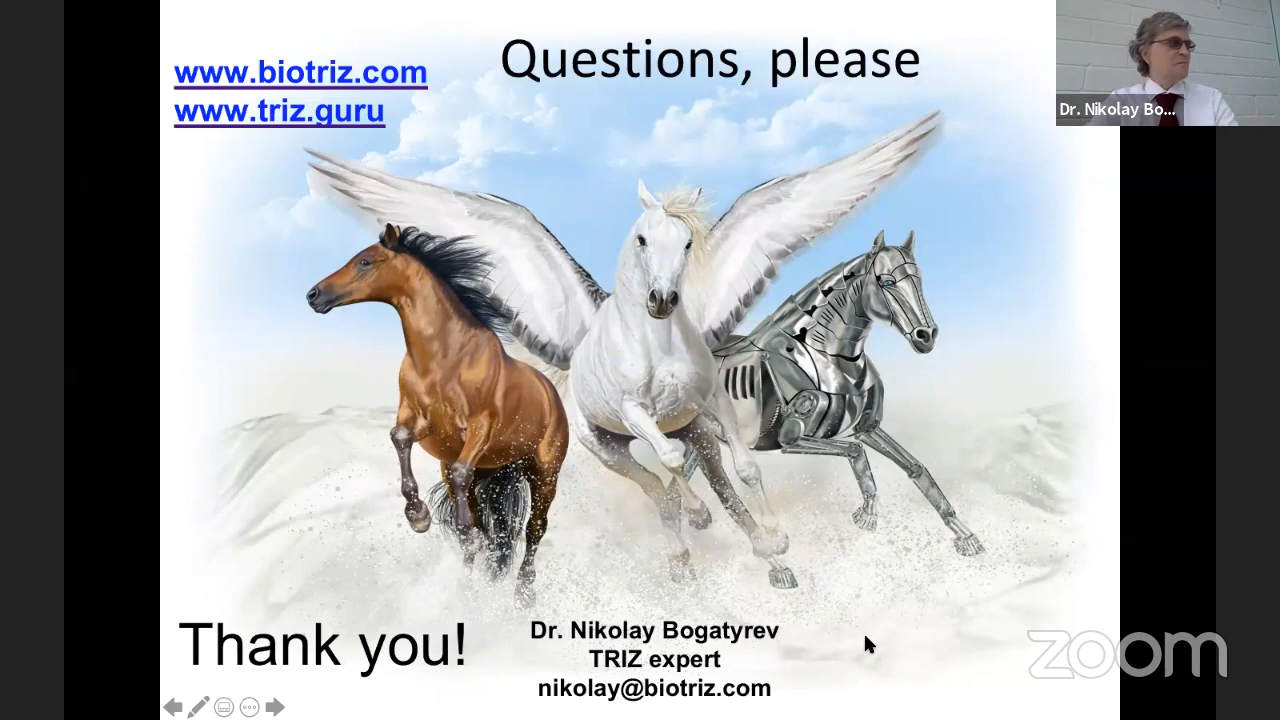 www.biotriz.com
www.triz.guru
Questions, please
Dr. Nikolay Bo...
Thank you!
Dr. Nikolay Bogatyrev
TRIZ expert
nikolay@biotriz.com
zoom